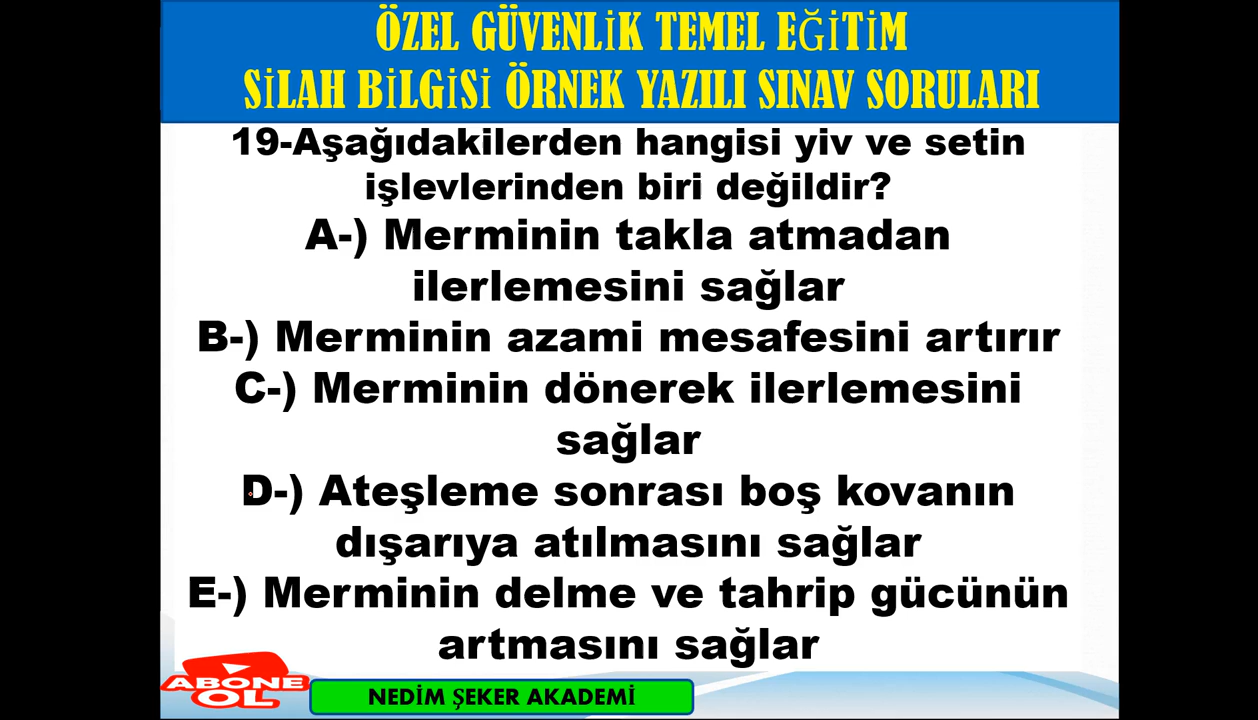 ÖZEL GÜVENLİK TEMEL EĞİTİM
SİLAH BİLGİSİ ÖRNEK YAZILI SINAV SORULARI
19-Aşağıdakilerden hangisi yiv ve setin
işlevlerinden biri değildir?
A-) Merminin takla atmadan
ilerlemesini sağlar
B-) Merminin azami mesafesini artırır
C-) Merminin dönerek ilerlemesini
sağlar
D-) Ateşleme sonrası boş kovanın
dışarıya atılmasını sağlar
E-) Merminin delme ve tahrip gücünün
artmasını sağlar
ABONE
OL
NEDİM ŞEKER AKADEMİ